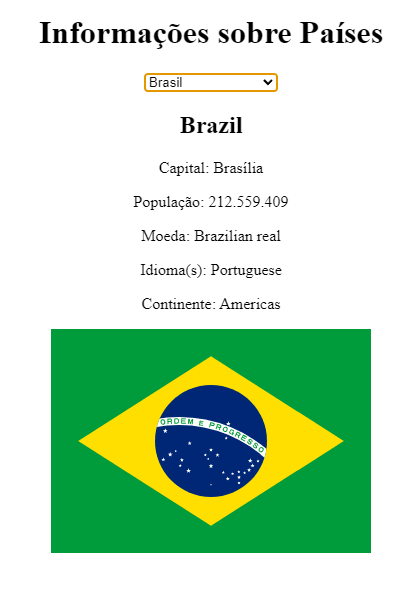 Informações sobre Países
Brasil
Brazil
Capital: Brasília
População: 212.559.409
Moeda: Brazilian real
Idioma(s): Portuguese
Continente: Americas
ORDEM E PROGRESSO